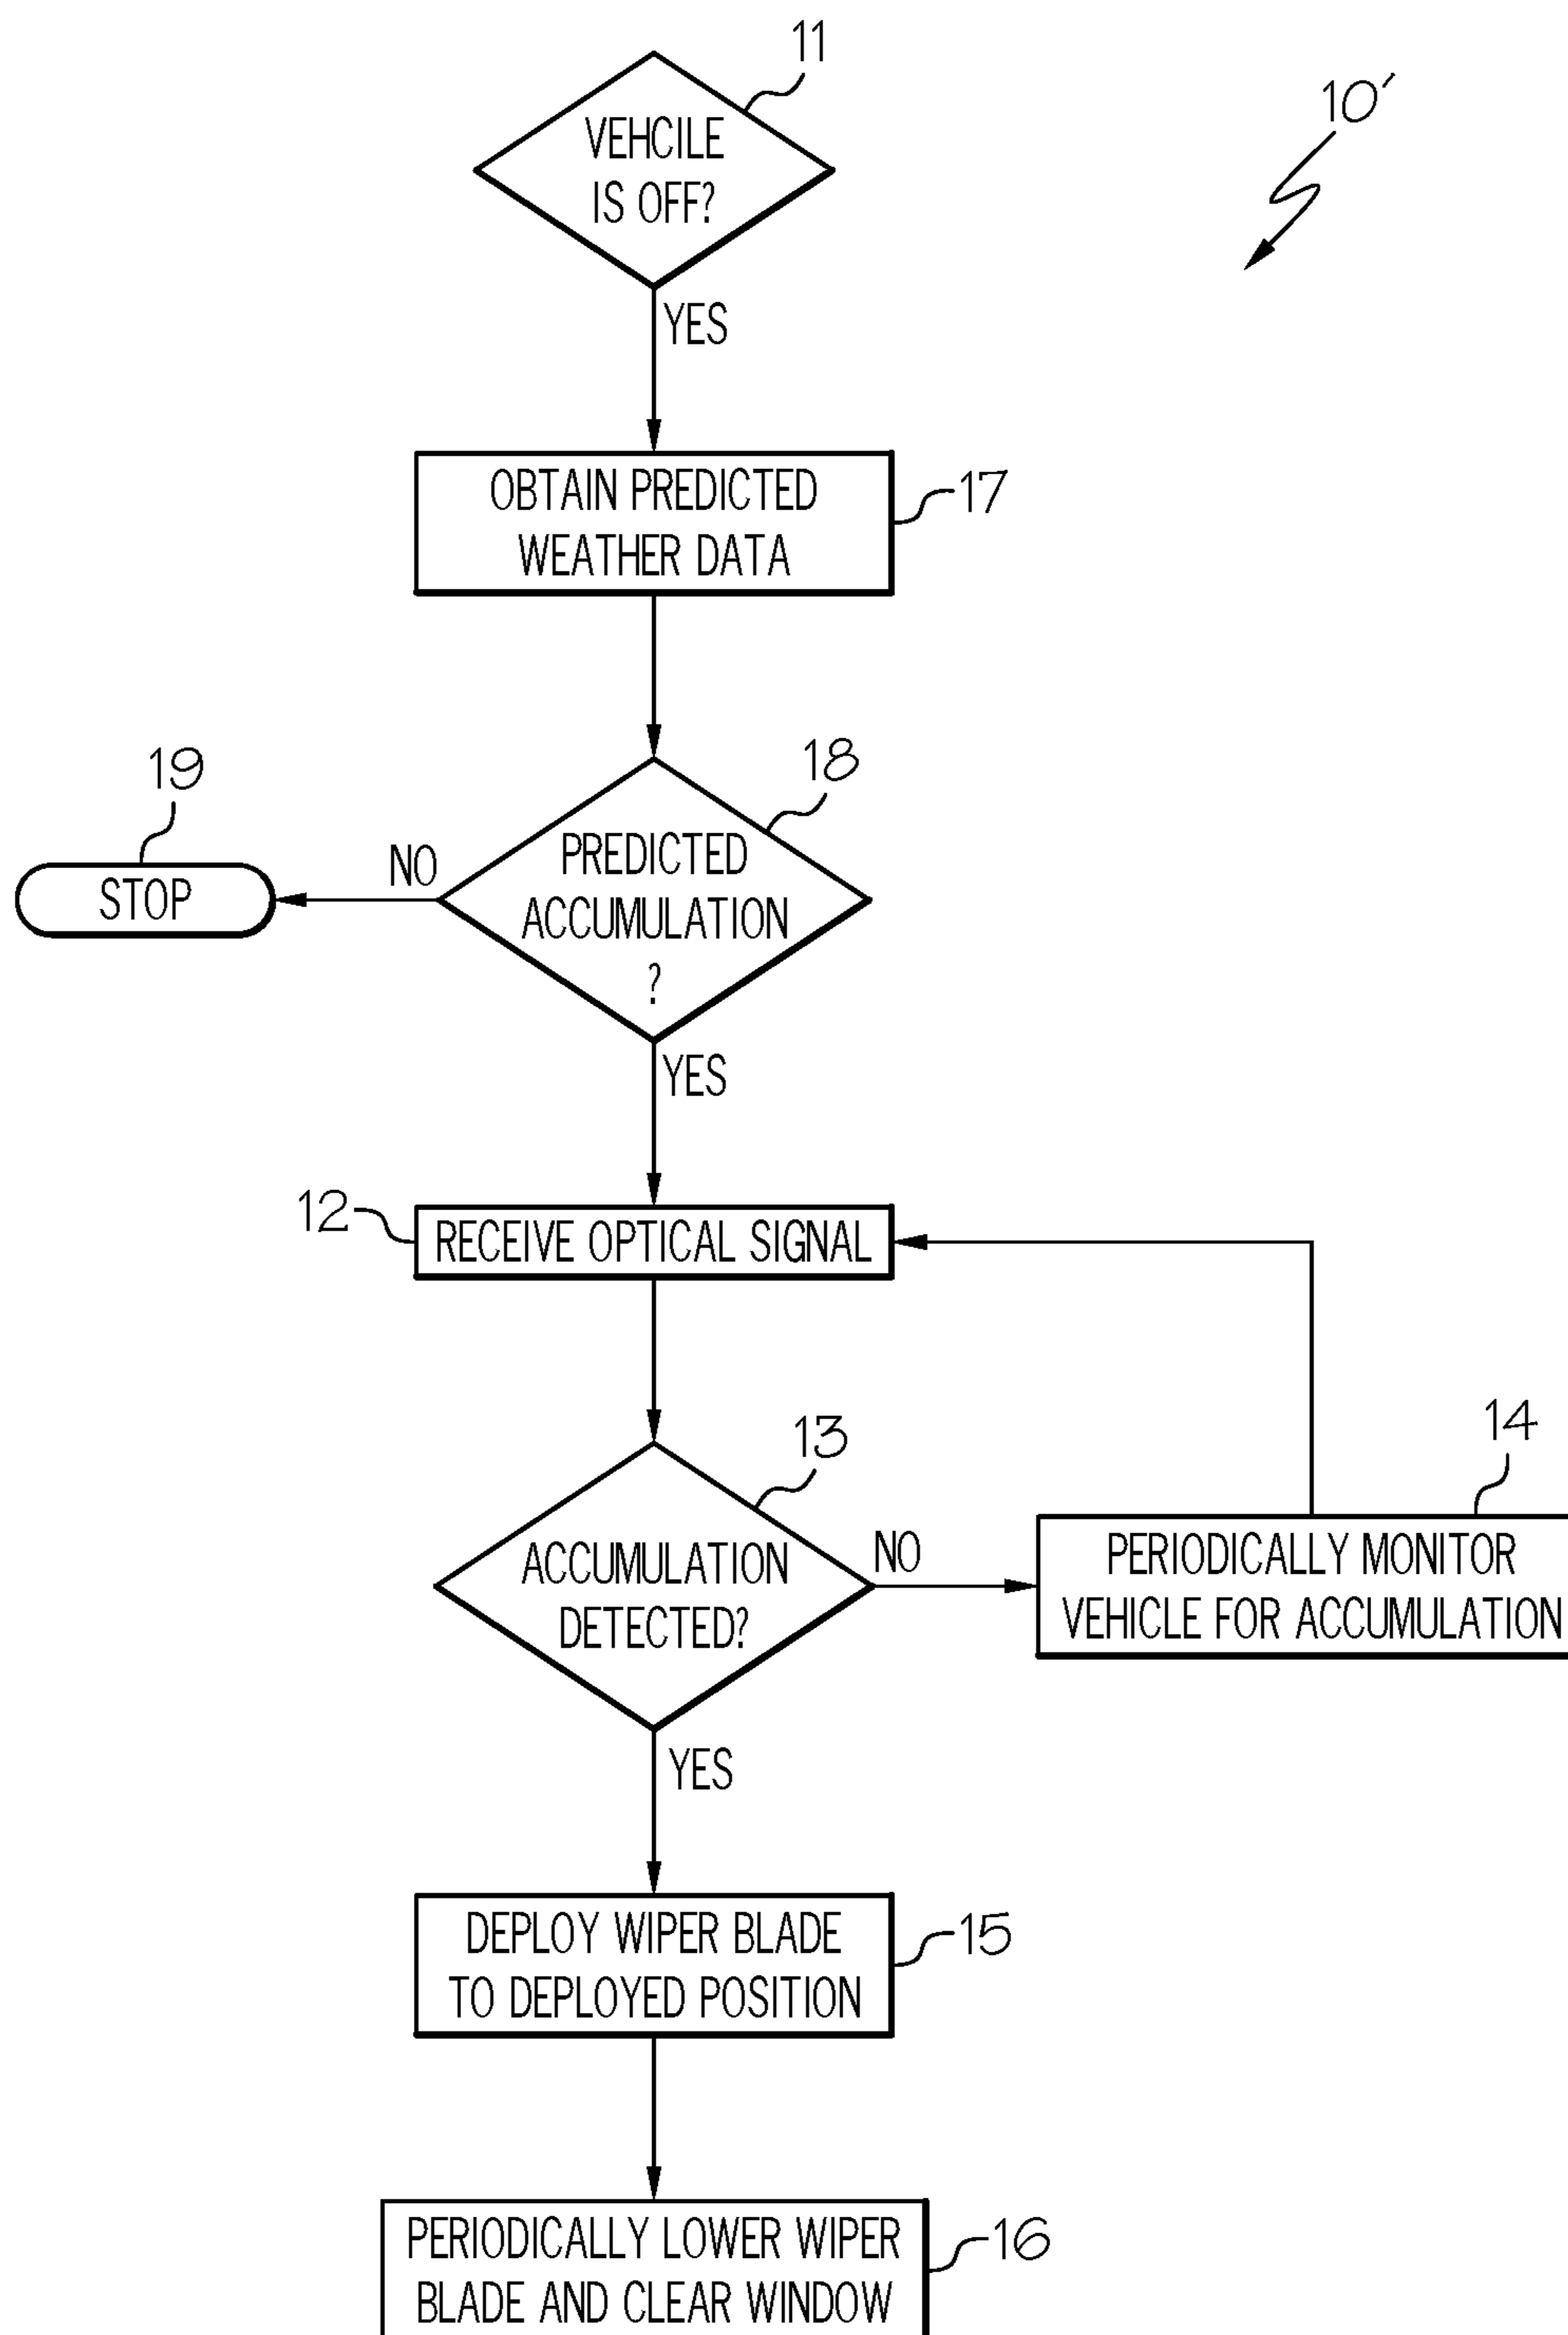 11
10'
VEHCILE
IS OFF?
YES
OBTAIN PREDICTED
WEATHER DATA
17
18
19
PREDICTED
ACCUMULATION
?
NO
STOP
YES
12
RECEIVE OPTICAL SIGNAL
13
14
ACCUMULATION
DETECTED?
NO
PERIODICALLY MONITOR
VEHICLE FOR ACCUMULATION
YES
DEPLOY WIPER BLADE
TO DEPLOYED POSITION
15
PERIODICALLY LOWER WIPER
BLADE AND CLEAR WINDOW
16